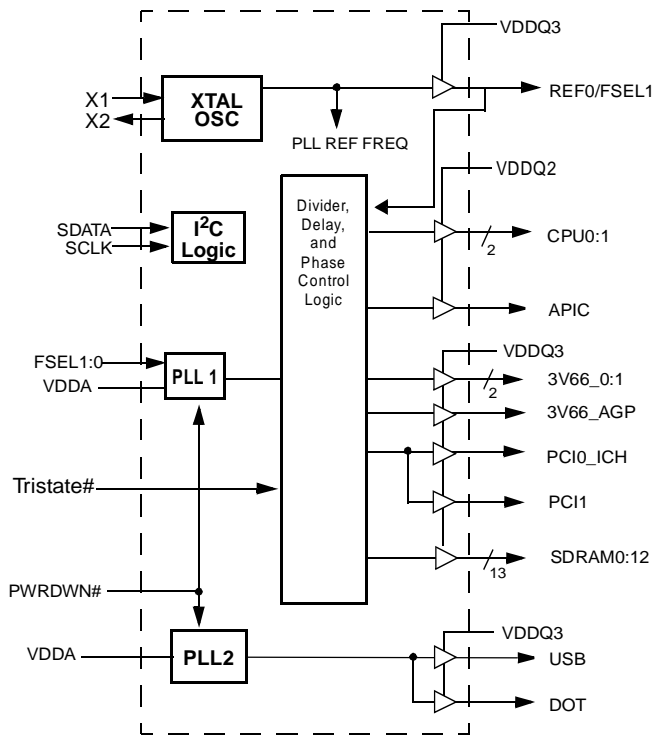 VDDQ3
X1
X2
XTAL
OSC
REF0/FSEL1
PLL REF FREQ
VDDQ2
Divider,
Delay,
and
Phase
Control
Logic
SDATA
SCLK
I²C
Logic
2
CPU0:1
APIC
VDDQ3
FSEL1:0
VDDA
PLL 1
2
3V66_0:1
3V66_AGP
PCI0_ICH
Tristate#
PCI1
13
SDRAM0:12
PWRDWN#
VDDQ3
VDDA
PLL2
USB
DOT